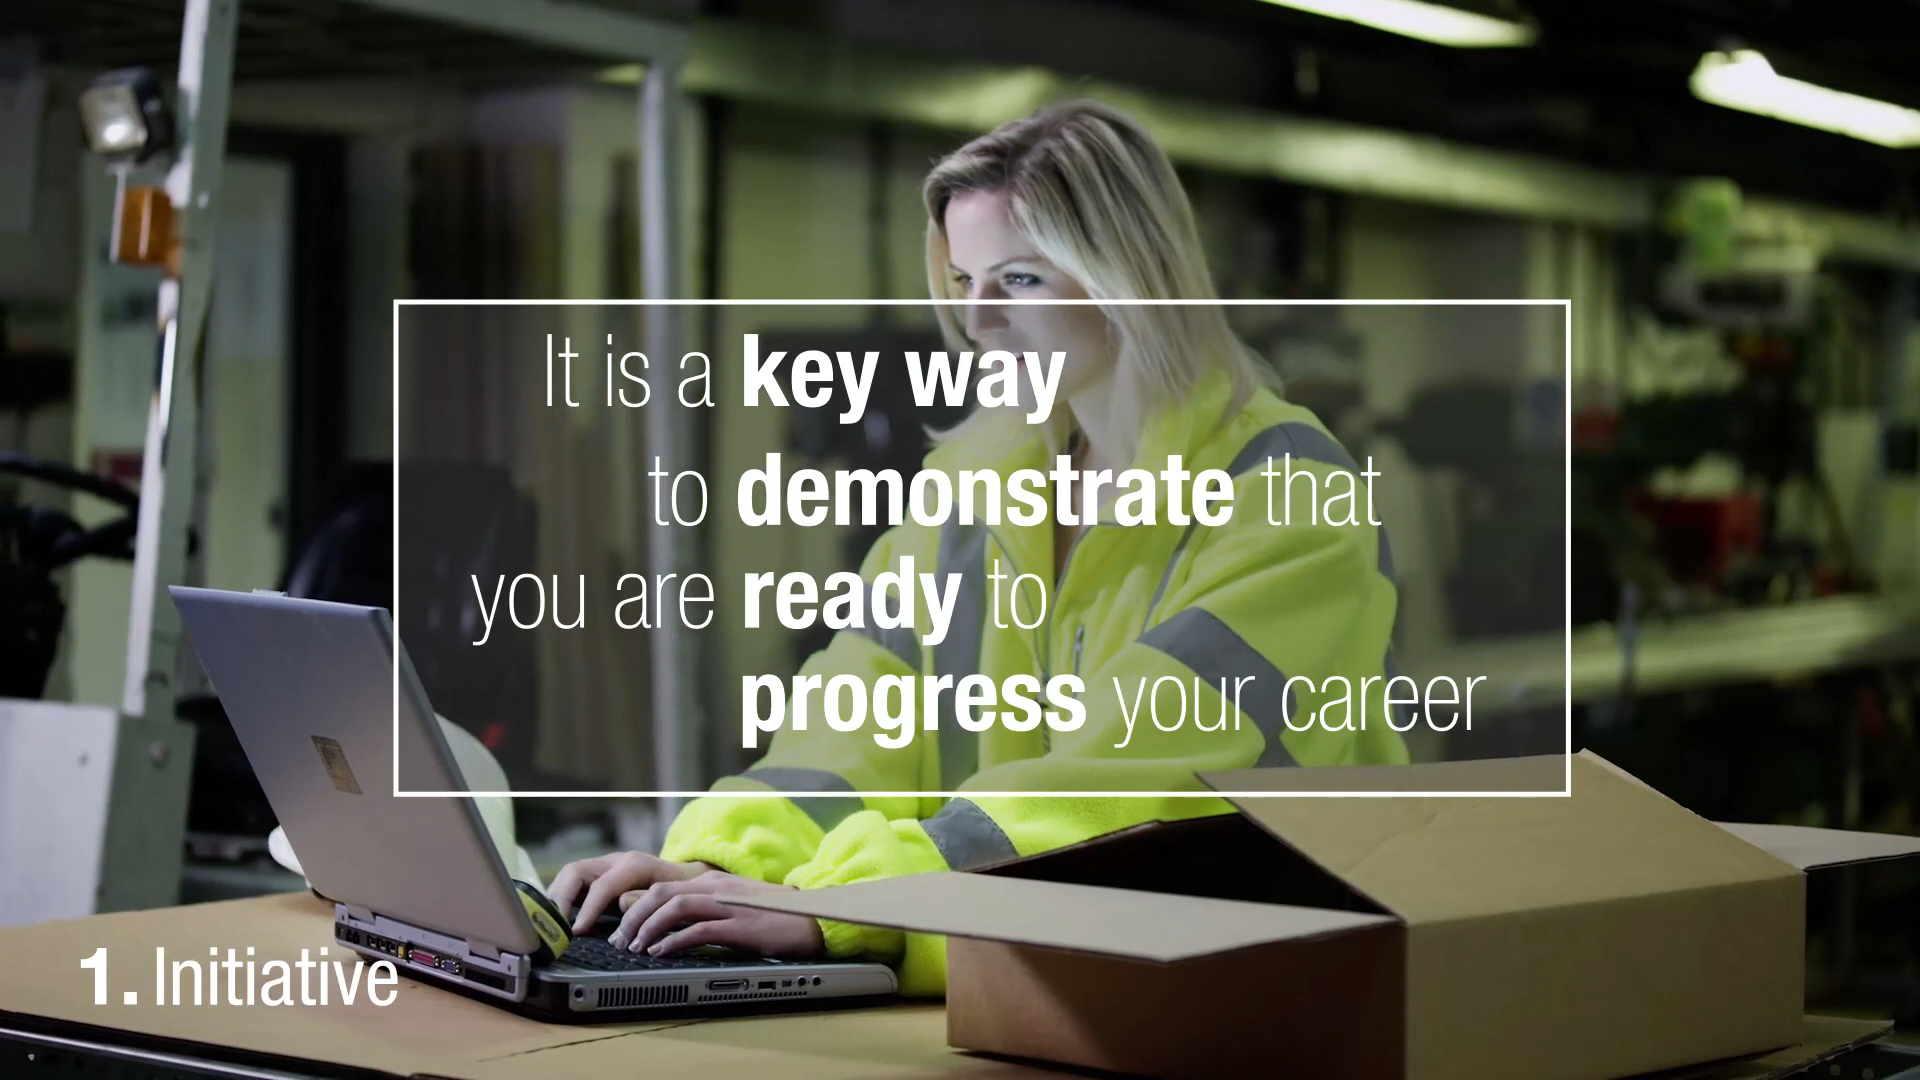 It is a key way
to demonstrate that
you are ready to
progress your career
1. Initiative